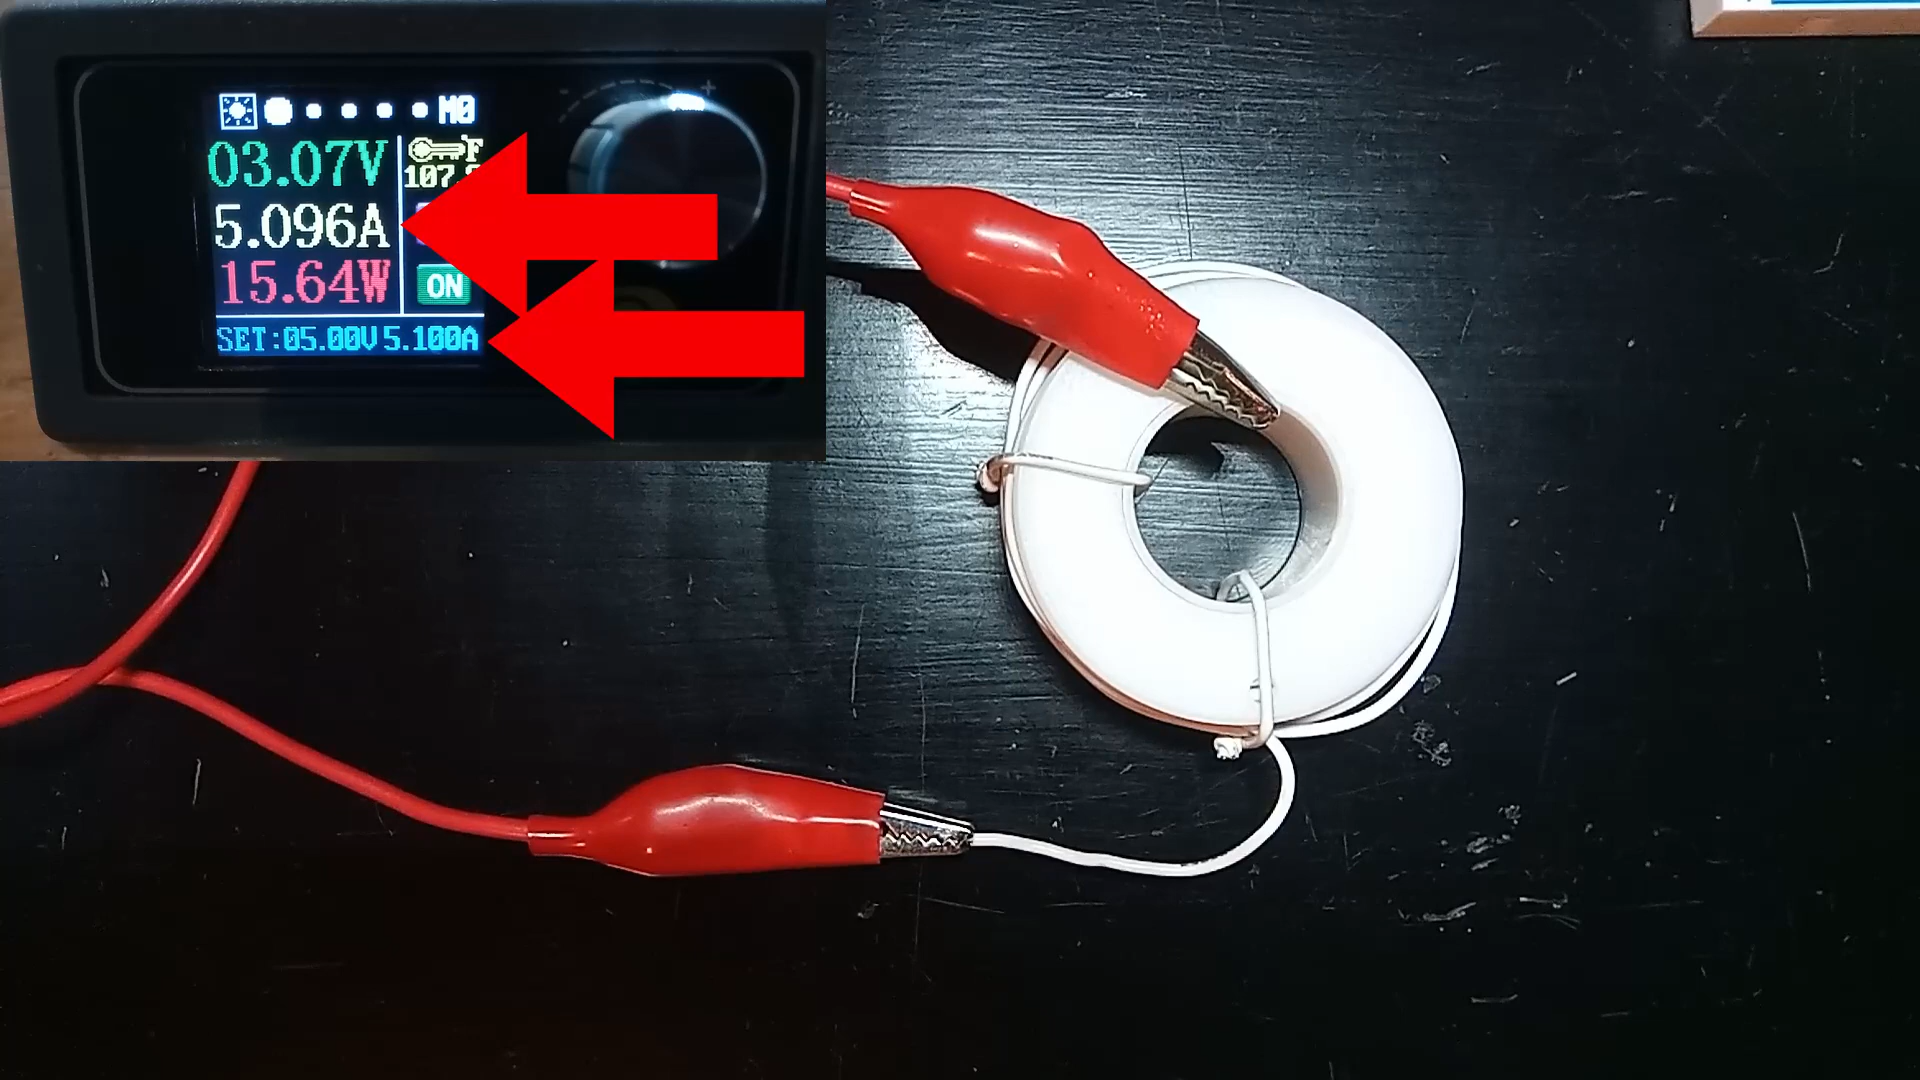 M0
03.07V
F
5.096A
15.64W
ON
SET:05.00V 5.100A
- +